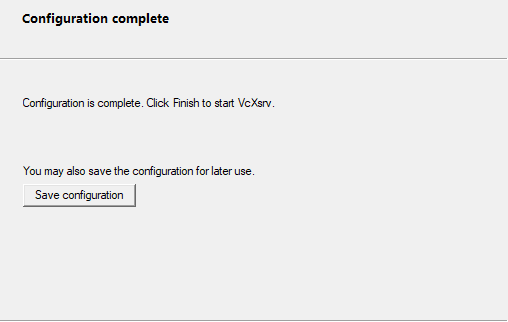 Configuration complete
Configuration is complete. Click Finish to start VcXsrv.
You may also save the configuration for later use.
Save configuration